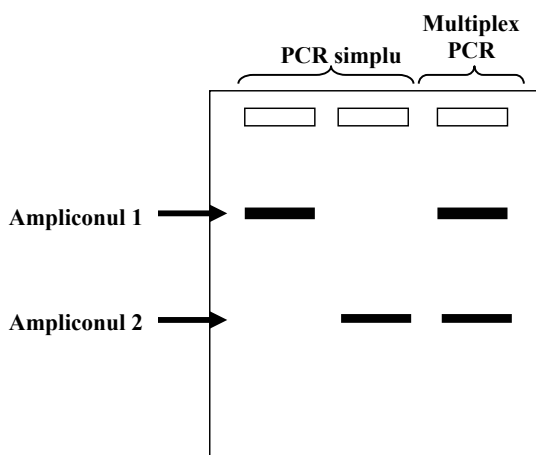 Multiplex
PCR
PCR simplu
Ampliconul 1
Ampliconul 2